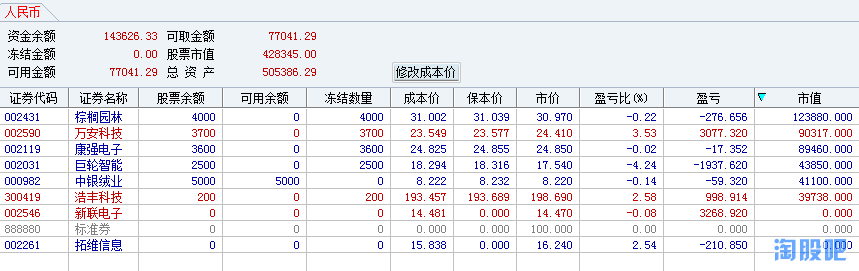 人民币
资金余额 143626.33 可取金额 77041.29
冻结金额 0.00 股票市值 428345.00
可用金额 77041.29 总 资 产 505386.29
修改成本价
证券代码 证券名称 股票余额 可用余额 冻结数量 成本价 保本价 市价 盈亏比(%) 盈亏 市值
002431 棕榈园林 4000 0 4000 31.002 31.039 30.970 -0.22 -276.656 123880.000
002590 万安科技 3700 0 3700 23.549 23.577 24.410 3.53 3077.320 90317.000
002119 康强电子 3600 0 3600 24.825 24.855 24.850 -0.02 -17.352 89460.000
002031 巨轮智能 2500 0 2500 18.294 18.316 17.540 -4.24 -1937.620 43850.000
000982 中银绒业 5000 5000 0 8.222 8.232 8.220 -0.14 -59.320 41100.000
300419 浩丰科技 200 0 200 193.457 193.689 198.690 2.58 998.914 39738.000
002546 新联电子 0 0 0 14.481 0.000 14.470 -0.08 3268.920 0.000
888880 标准券 0 0 0 0.000 0.000 100.000 0.00 0.000 0.000
002261 拓维信息 0 0 0 15.838 0.000 16.240 2.54 -210.850 0.000
淘股吧